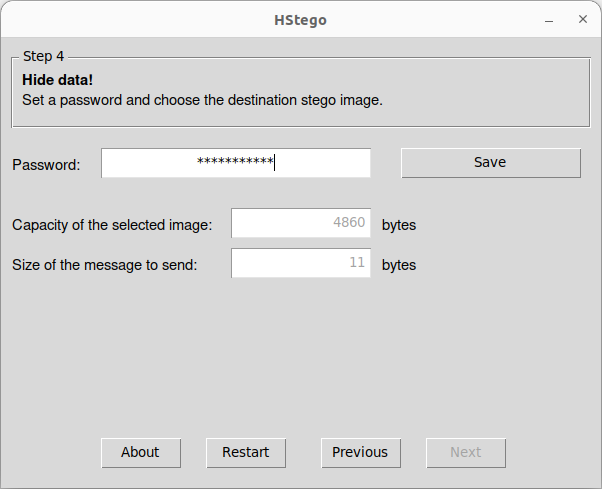 HStego
Step 4
Hide data!
Set a password and choose the destination stego image.
Password: *********** Save
Capacity of the selected image: 4860 bytes
Size of the message to send: 11 bytes
About Restart Previous Next